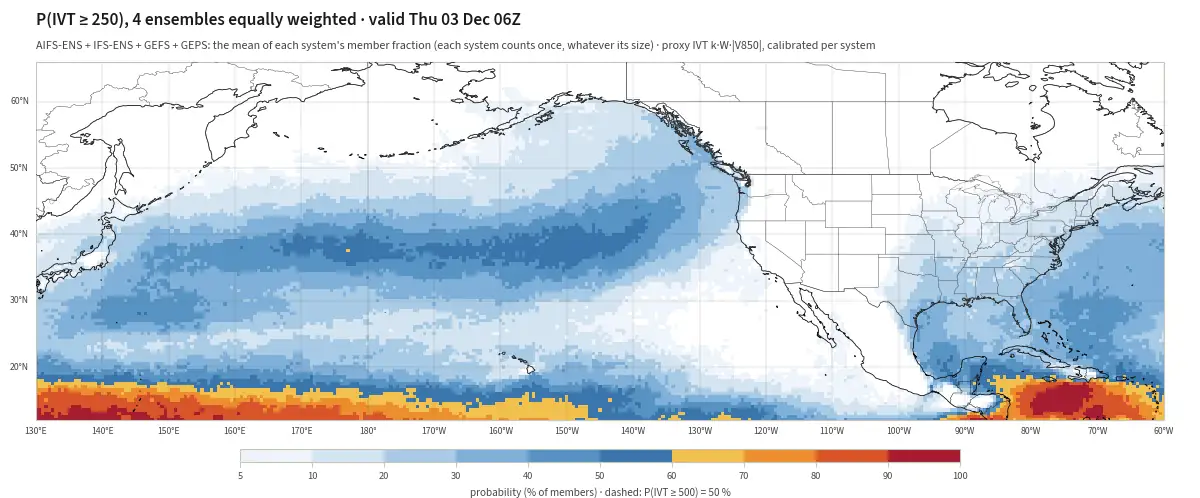 P(IVT ≥ 250), 4 ensembles equally weighted · valid Thu 03 Dec 06Z
AIFS-ENS + IFS-ENS + GEFS + GEPS: the mean of each system's member fraction (each system counts once, whatever its size) · proxy IVT k·W·|V850|, calibrated per system
60°N
50°N
40°N
30°N
20°N
130°E 140°E 150°E 160°E 170°E 180° 170°W 160°W 150°W 140°W 130°W 120°W 110°W 100°W 90°W 80°W 70°W 60°W
5 10 20 30 40 50 60 70 80 90 100
probability (% of members) · dashed: P(IVT ≥ 500) = 50 %